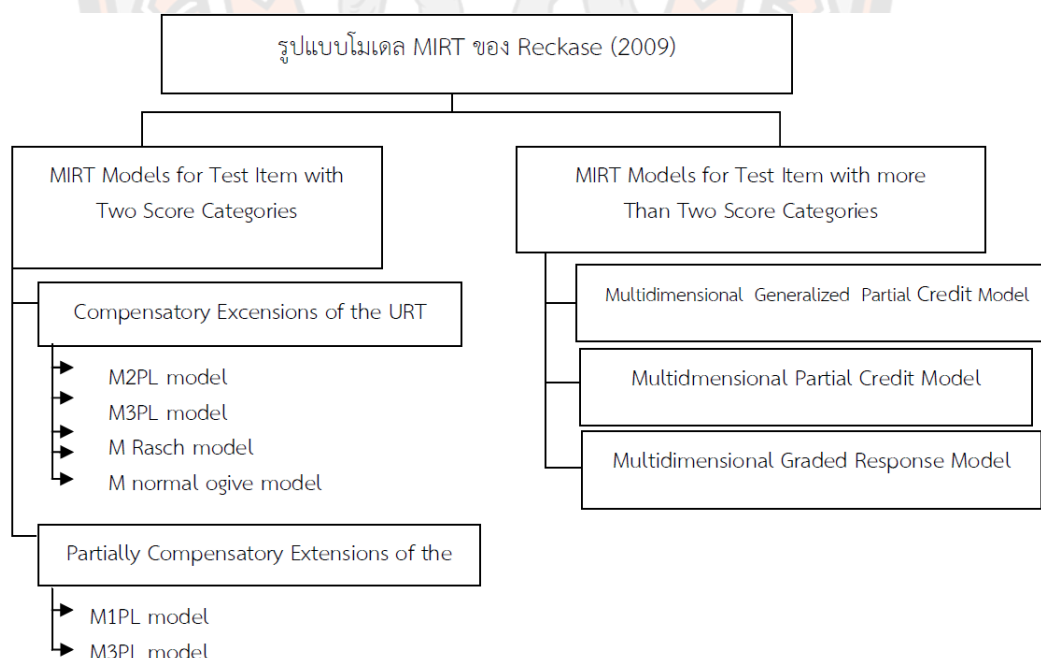 รูปแบบโมเดล MIRT ของ Reckase (2009)
MIRT Models for Test Item with
Two Score Categories
Compensatory Excensions of the URT
M2PL model
M3PL model
M Rasch model
M normal ogive model
Partially Compensatory Extensions of the
M1PL model
M3PL model
MIRT Models for Test Item with more
Than Two Score Categories
Multidimensional Generalized Partial Credit Model
Multidmensional Partial Credit Model
Multidimensional Graded Response Model